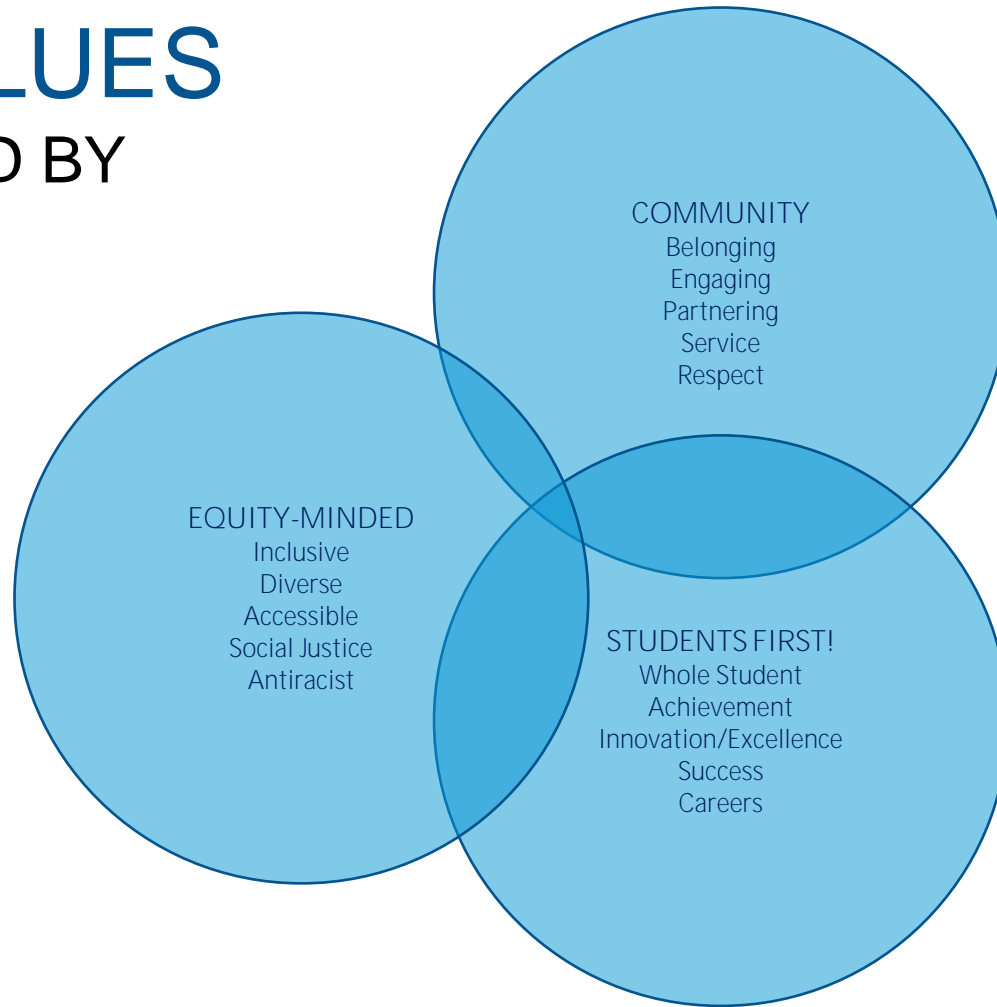 LUES
D BY
COMMUNITY
Belonging
Engaging
Partnering
Service
Respect
EQUITY-MINDED
Inclusive
Diverse
Accessible
Social Justice
Antiracist
STUDENTS FIRST!
Whole Student
Achievement
Innovation/Excellence
Success
Careers